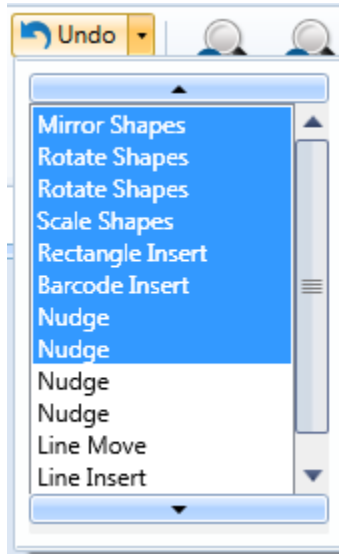 Undo
Mirror Shapes
Rotate Shapes
Rotate Shapes
Scale Shapes
Rectangle Insert
Barcode Insert
Nudge
Nudge
Nudge
Nudge
Line Move
Line Insert